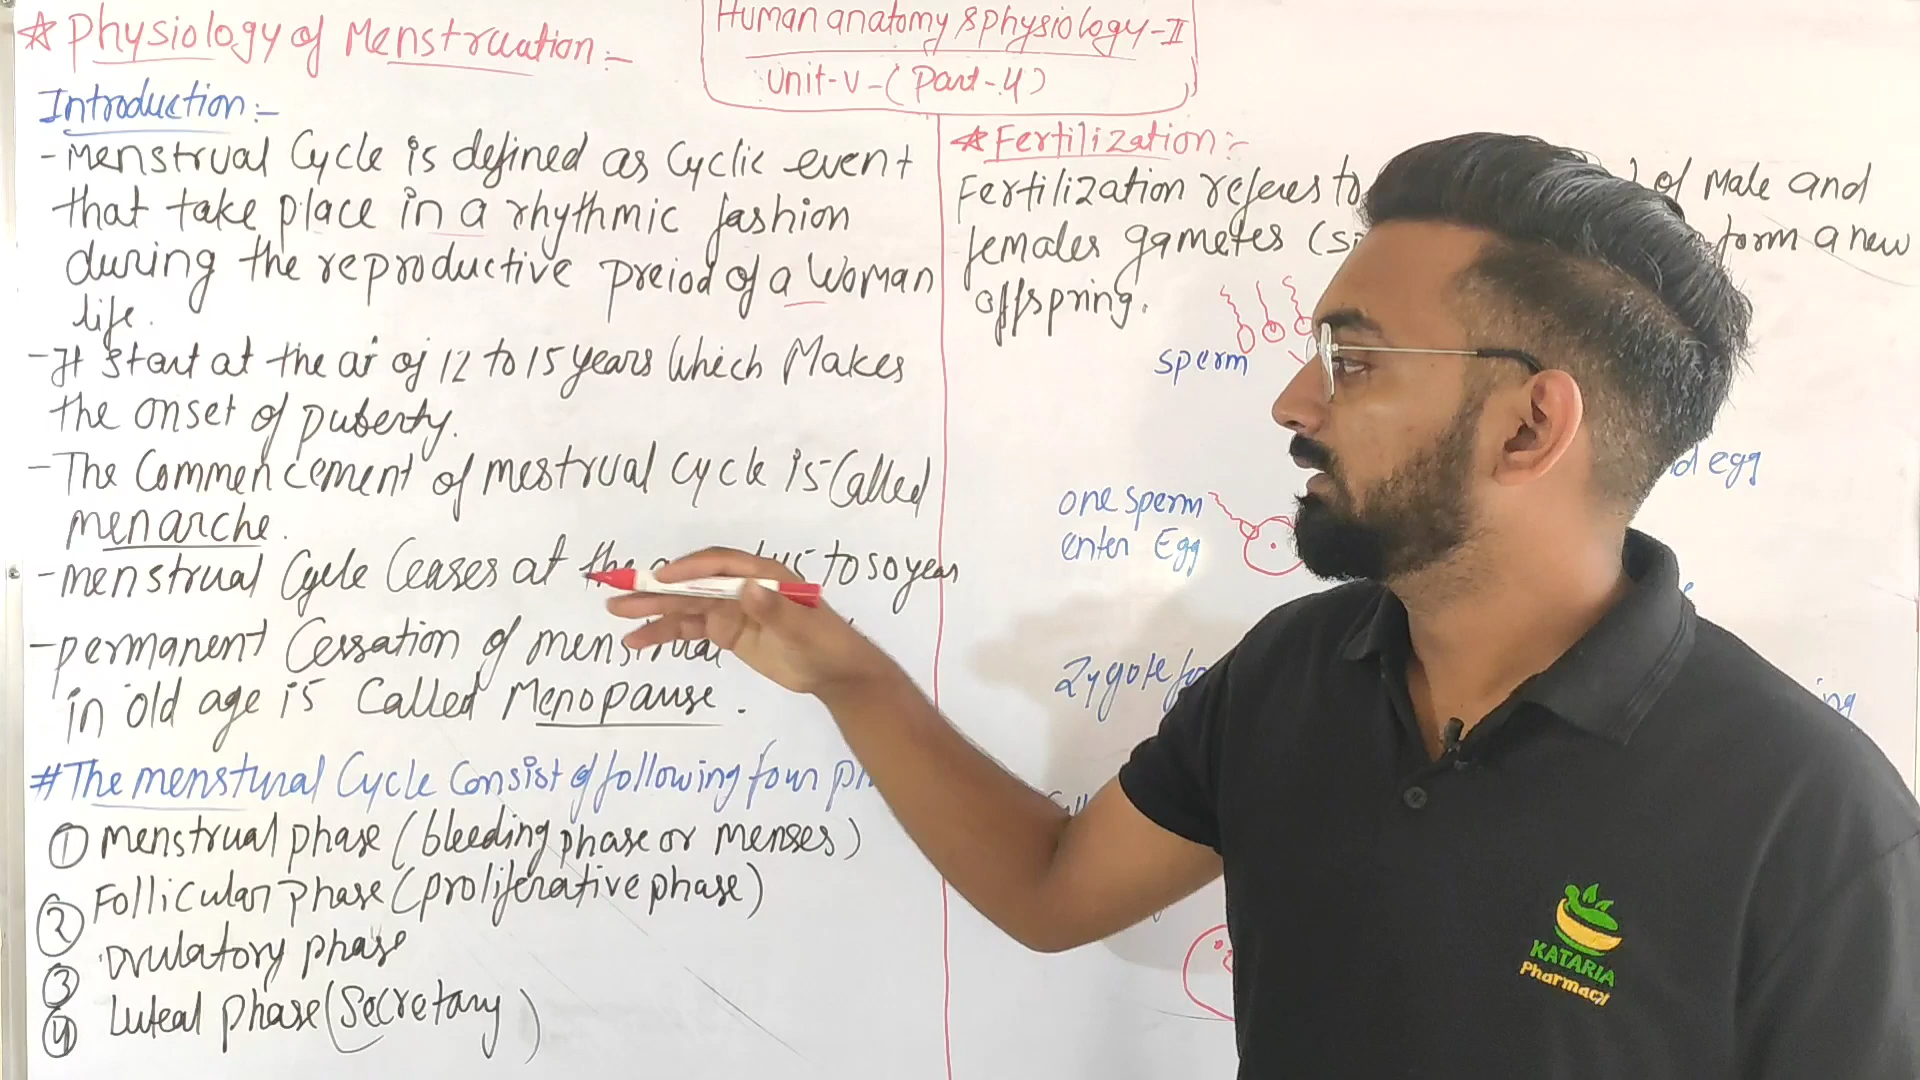 Human anatomy & physiology-II
Unit-V-(Part-4)
☆ Physiology of Menstruation:-
Introduction:-
- Menstrual Cycle is defined as Cyclic event
that take place in a rhythmic fashion
during the reproductive preiod of a Woman
life.
- It start at the ai of 12 to 15 years Which Makes
the onset of puberty.
- The Commencement of mestrual cycle is Called
menarche.
- menstrual Cycle Ceases at the to 50 year
- permanent Cessation of menstrual
in old age is Called Menopause.
# The menstural Cycle Consist of following four
① Menstrual phase (bleeding phase or Menses)
② Follicular phase (proliferative phase)
③ Ovulatory phase
④ Luteal phase (Secretary)
☆ Fertilization:-
Fertilization referes to of Male and
females gametes form a new
offspring.
sperm
egg
one sperm
enter Egg
Zygote
KATARIA
Pharmacy